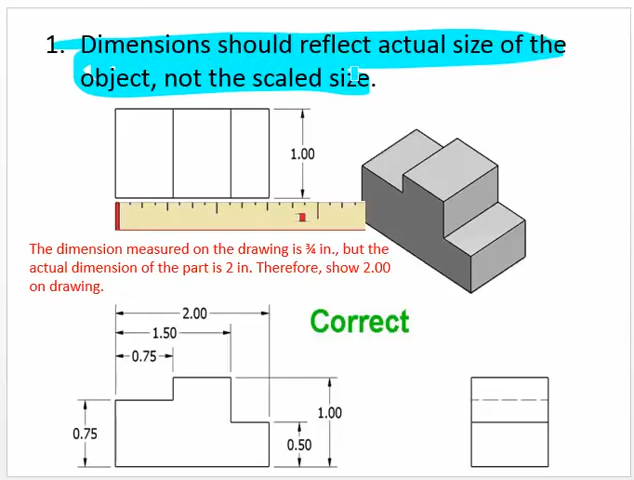 1. Dimensions should reflect actual size of the
object, not the scaled size.
1.00
The dimension measured on the drawing is ¾ in., but the
actual dimension of the part is 2 in. Therefore, show 2.00
on drawing.
2.00
Correct
1.50
0.75
1.00
0.75
0.50